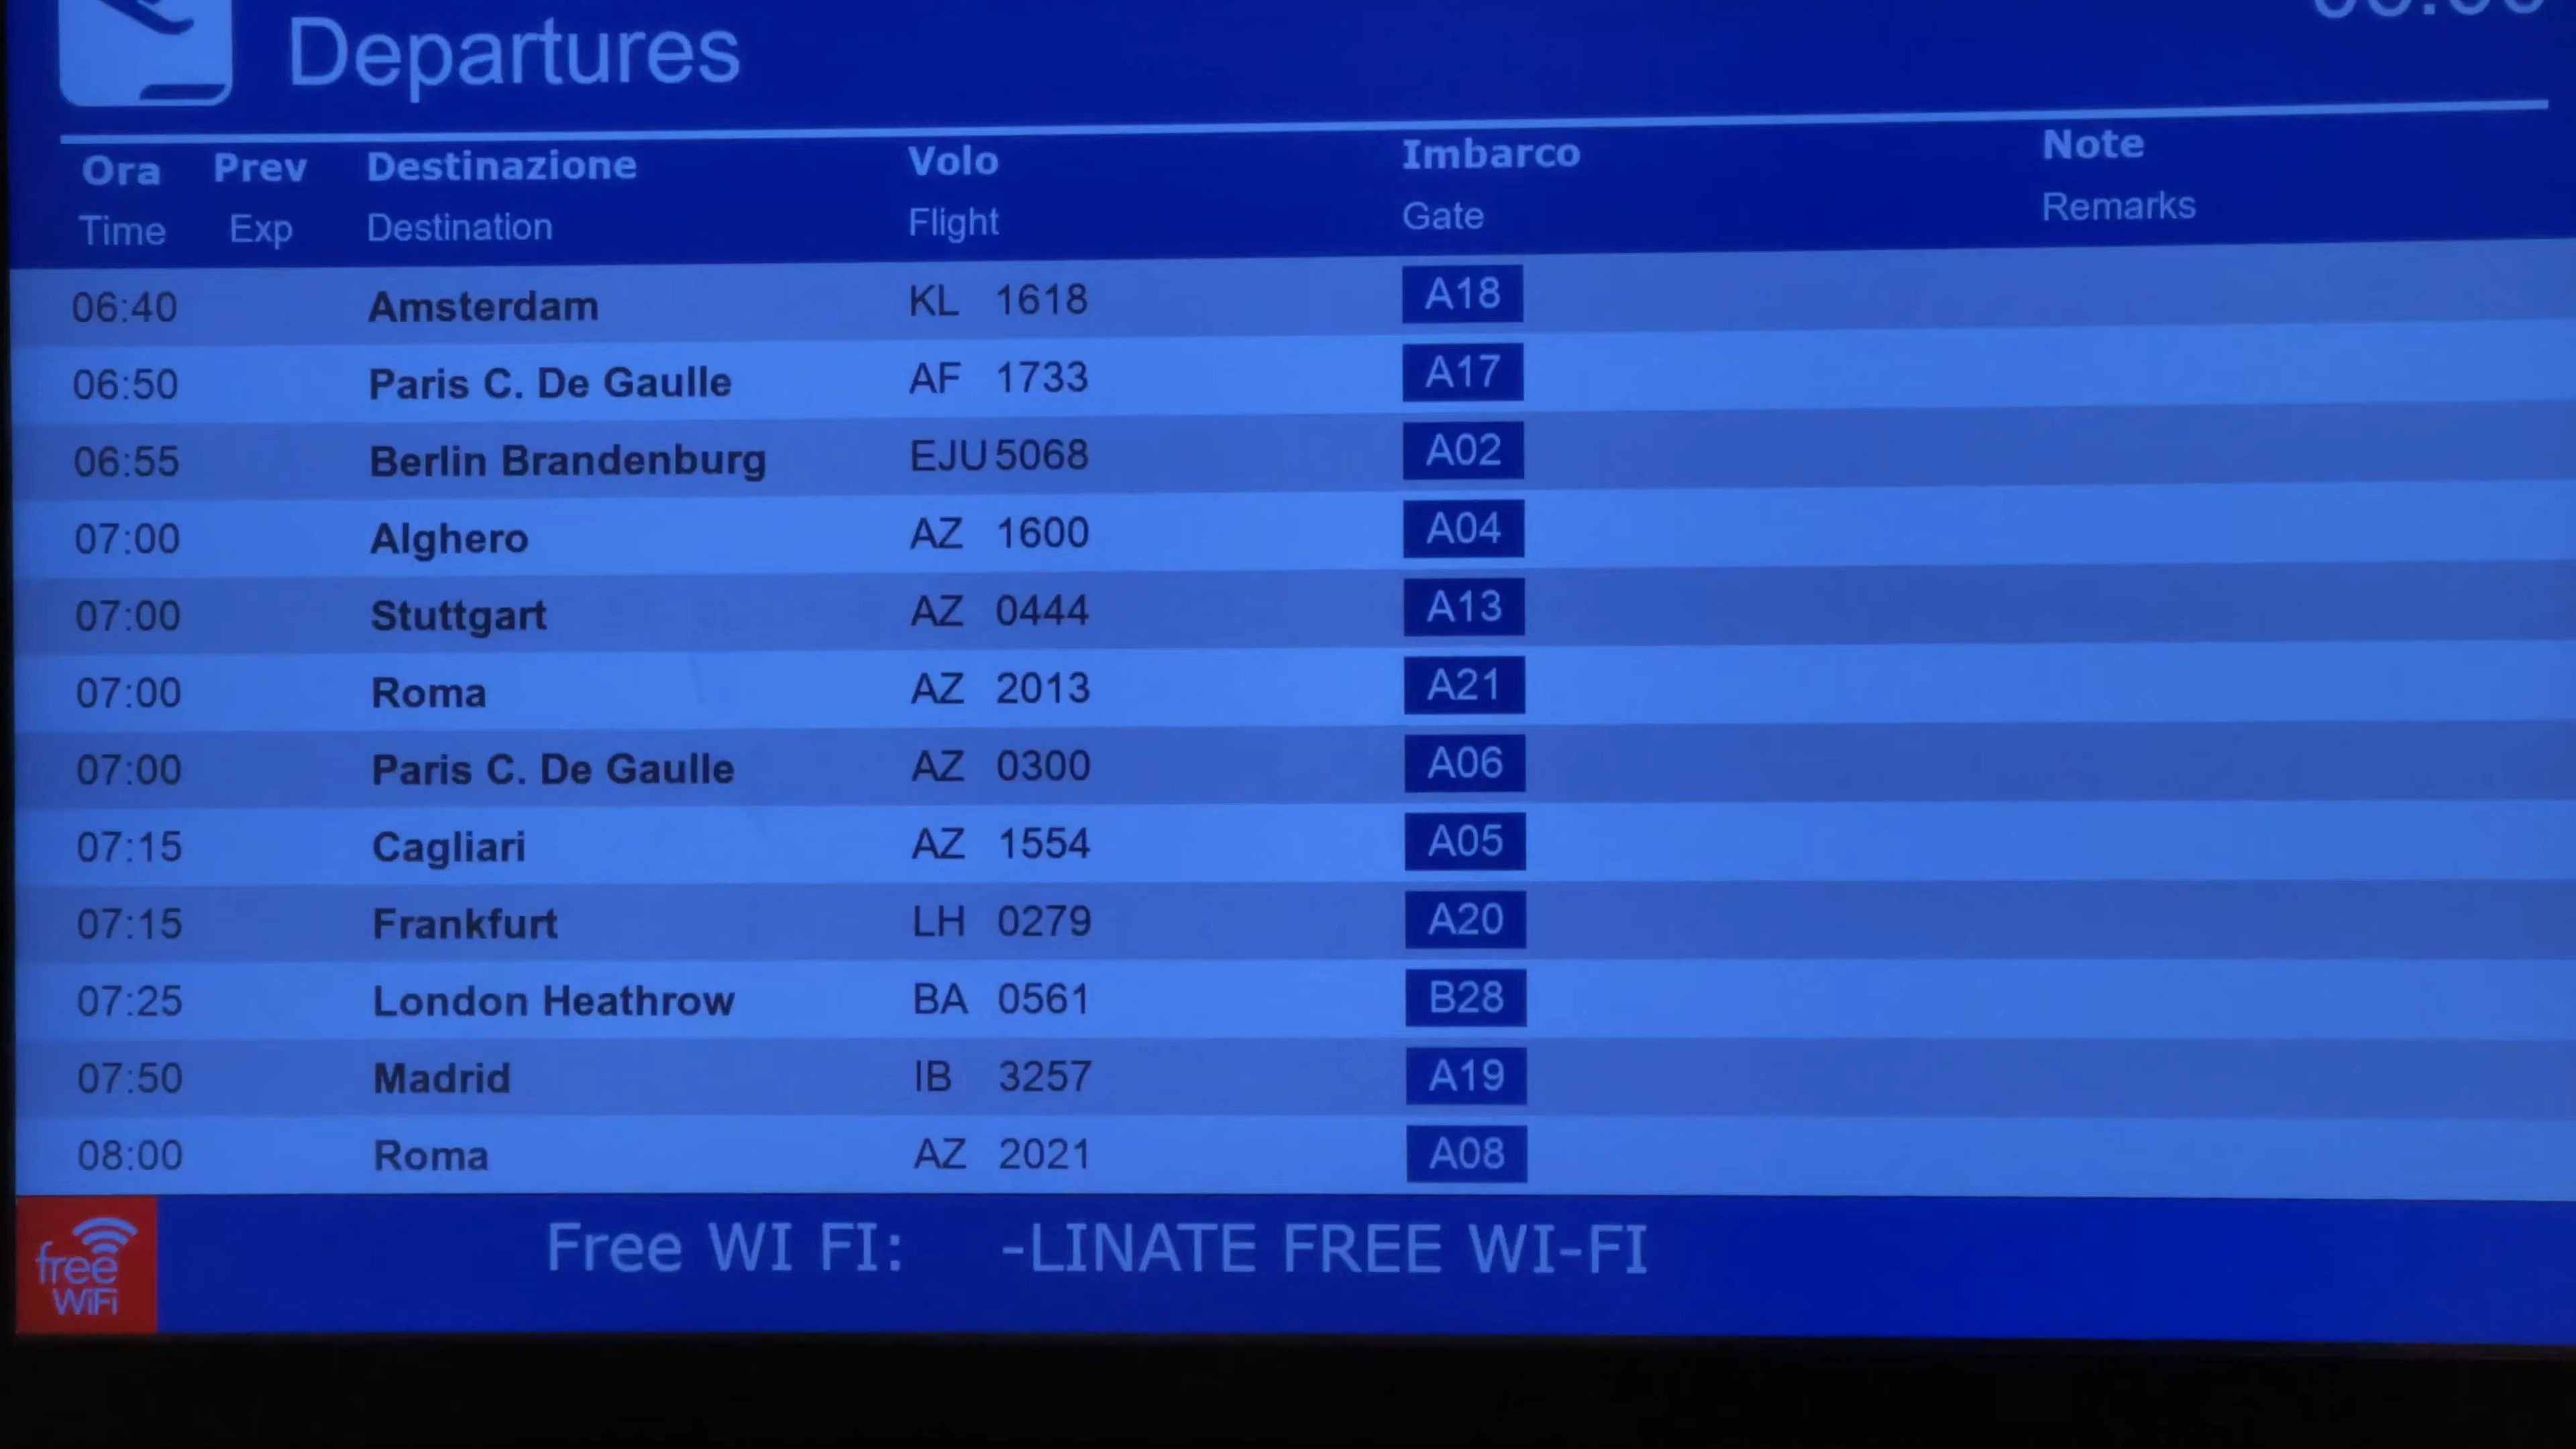 Departures
Ora Prev Destinazione Volo Imbarco Note
Time Exp Destination Flight Gate Remarks
06:40 Amsterdam KL 1618 A18
06:50 Paris C. De Gaulle AF 1733 A17
06:55 Berlin Brandenburg EJU 5068 A02
07:00 Alghero AZ 1600 A04
07:00 Stuttgart AZ 0444 A13
07:00 Roma AZ 2013 A21
07:00 Paris C. De Gaulle AZ 0300 A06
07:15 Cagliari AZ 1554 A05
07:15 Frankfurt LH 0279 A20
07:25 London Heathrow BA 0561 B28
07:50 Madrid IB 3257 A19
08:00 Roma AZ 2021 A08
free
WiFi
Free WI FI: -LINATE FREE WI-FI